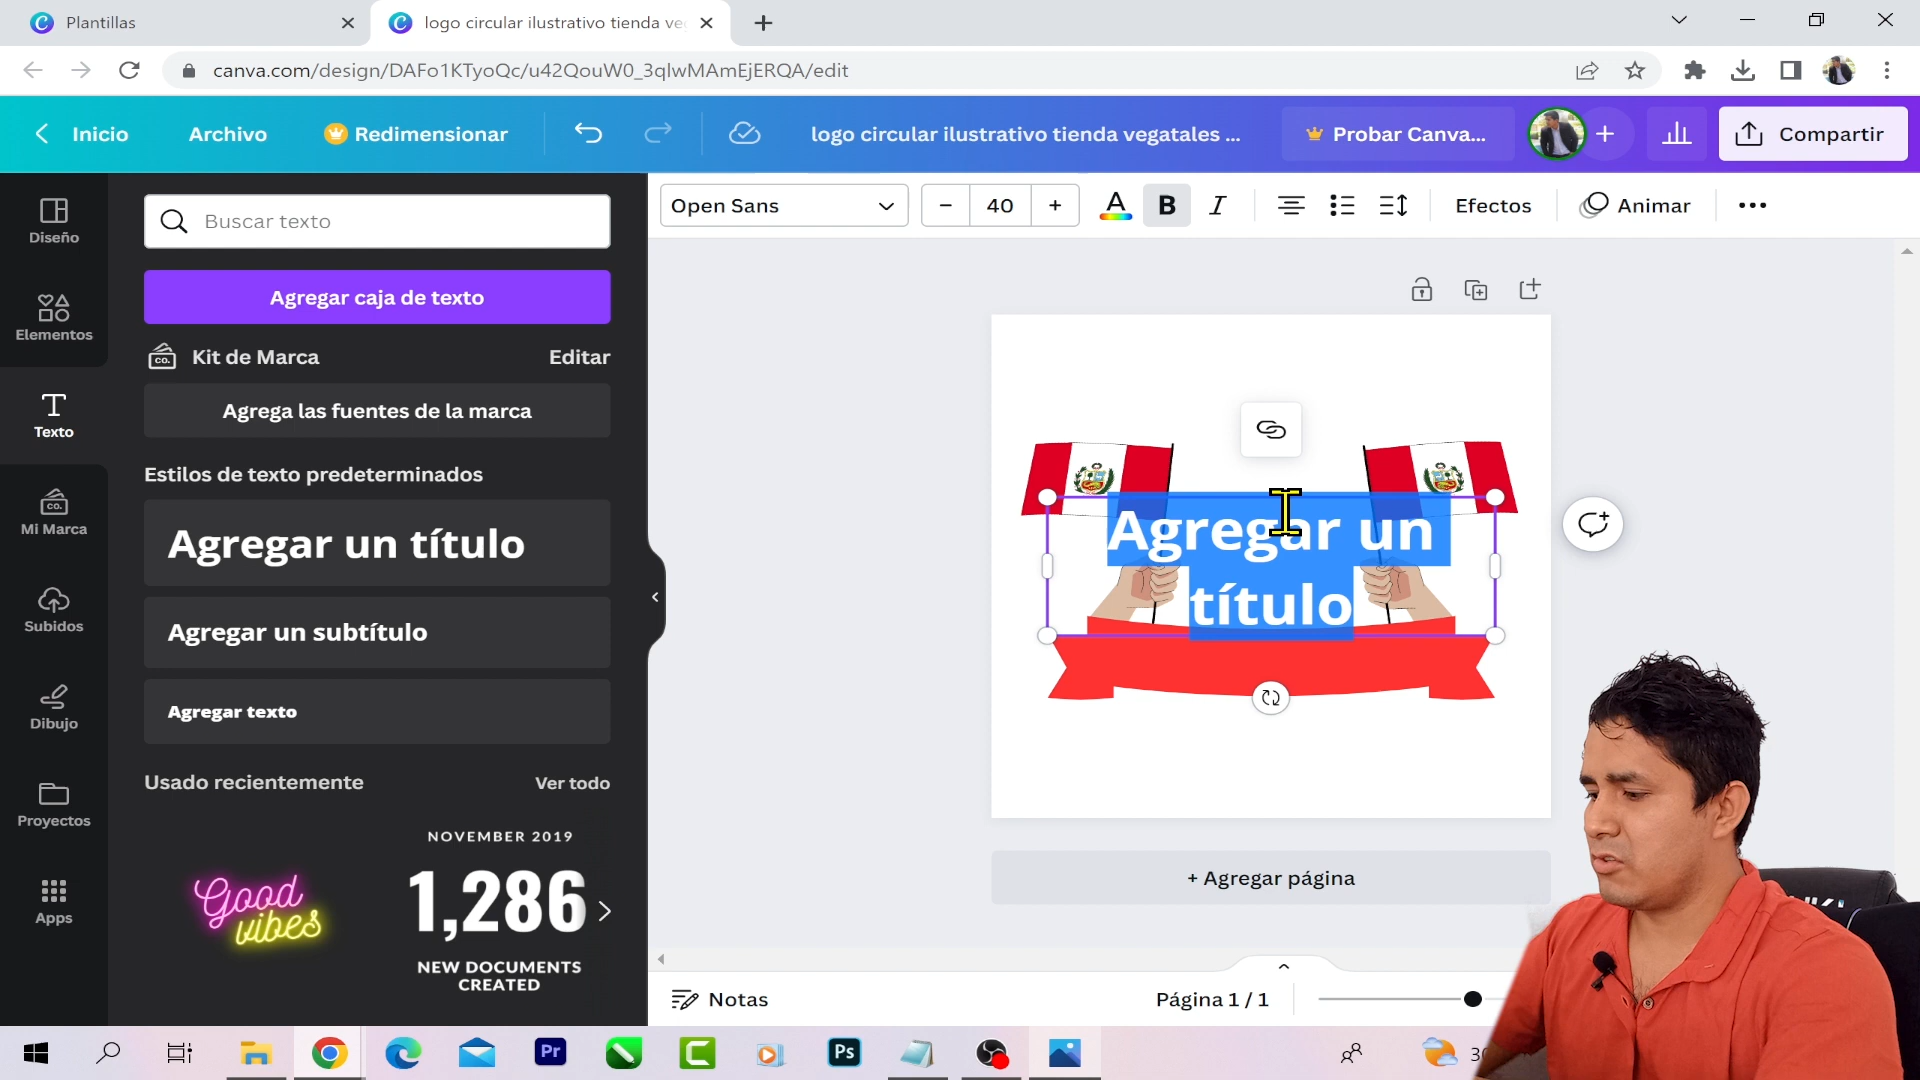 Plantillas
logo circular ilustrativo tienda ve
canva.com/design/DAFo1KTyoQc/u42QouW0_3qlwMAmEjERQA/edit
Inicio
Archivo
Redimensionar
logo circular ilustrativo tienda vegatales ...
Probar Canva...
Compartir
Open Sans
40
A
B
I
Efectos
Animar
Diseño
Elementos
Texto
Mi Marca
Subidos
Dibujo
Proyectos
Apps
Buscar texto
Agregar caja de texto
CO.
Kit de Marca
Editar
Agrega las fuentes de la marca
Estilos de texto predeterminados
Agregar un título
Agregar un subtítulo
Agregar texto
Usado recientemente
Ver todo
Good
vibes
NOVEMBER 2019
1,286
NEW DOCUMENTS
CREATED
Agregar un
título
+ Agregar página
Notas
Página 1 / 1
Pr
Ps